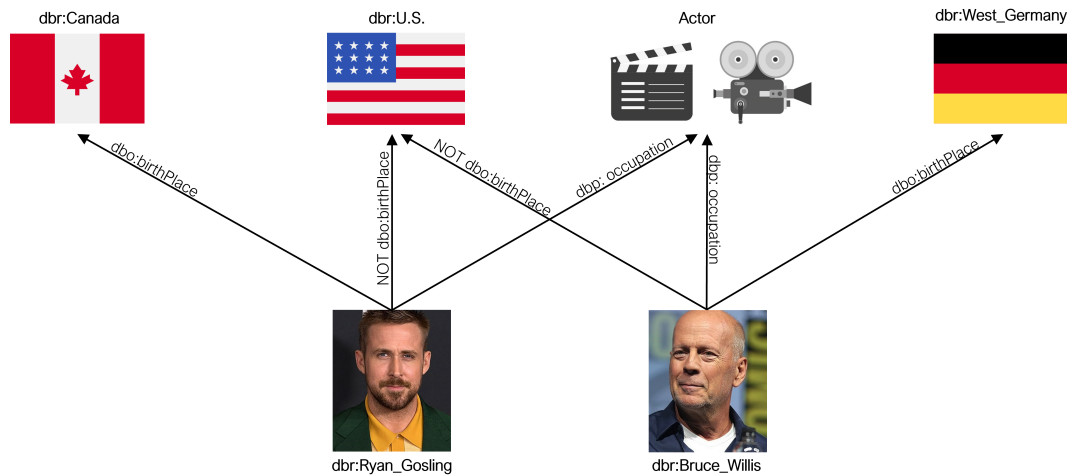 dbr:Canada
dbr:U.S.
Actor
dbr:West_Germany
dbo:birthPlace
NOT dbo:birthPlace
NOT dbo:birthPlace
dbp: occupation
dbp: occupation
dbo:birthPlace
dbr:Ryan_Gosling
dbr:Bruce_Willis